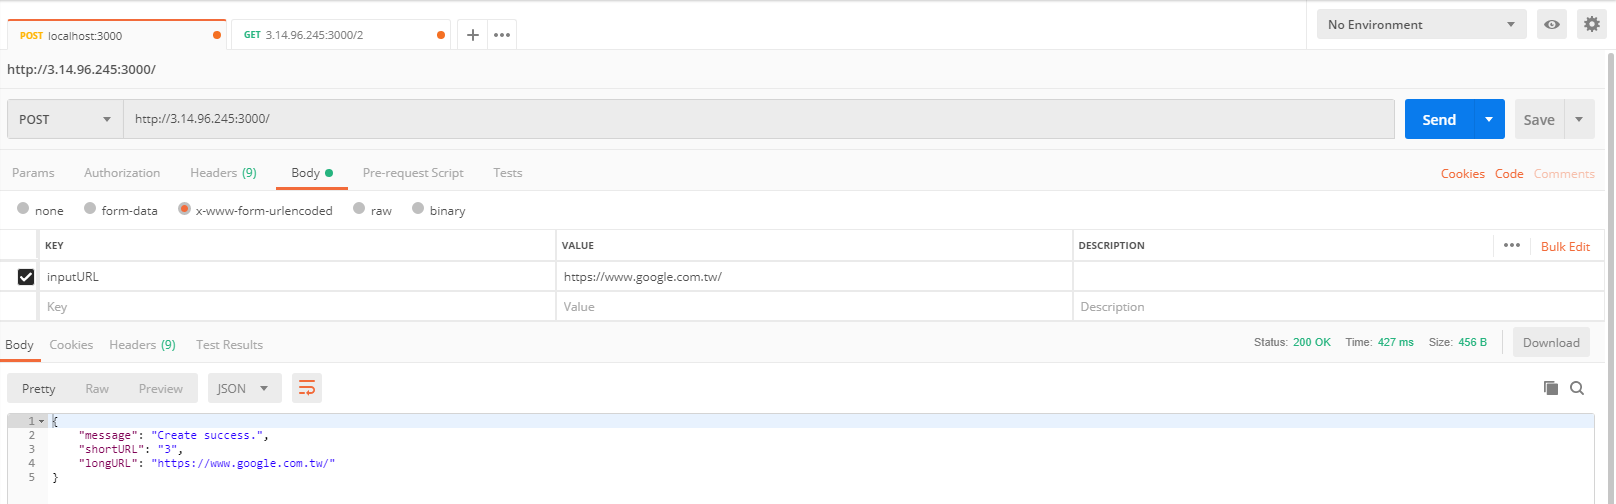 POST localhost:3000 GET 3.14.96.245:3000/2 No Environment
http://3.14.96.245:3000/
POST http://3.14.96.245:3000/ Send Save
Params Authorization Headers (9) Body Pre-request Script Tests Cookies Code Comments
none form-data x-www-form-urlencoded raw binary
KEY VALUE DESCRIPTION Bulk Edit
inputURL https://www.google.com.tw/
Key Value Description
Body Cookies Headers (9) Test Results Status: 200 OK Time: 427 ms Size: 456 B Download
Pretty Raw Preview JSON
1 {
2 "message": "Create success.",
3 "shortURL": "3",
4 "longURL": "https://www.google.com.tw/"
5 }